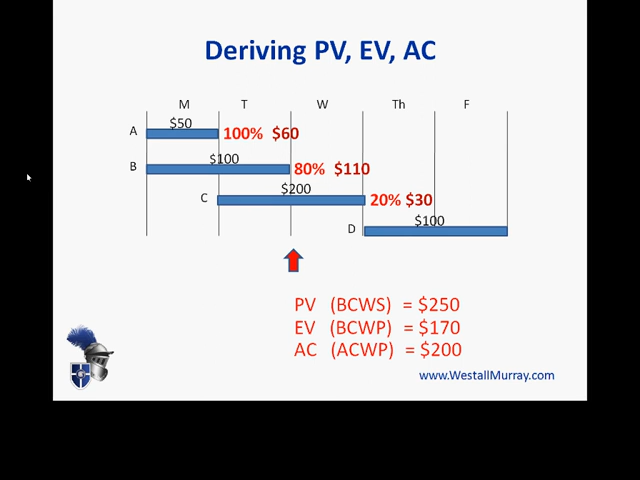 Deriving PV, EV, AC
M T W Th F
A $50 100% $60
B $100 80% $110
C $200 20% $30
D $100
PV (BCWS) = $250
EV (BCWP) = $170
AC (ACWP) = $200
www.WestallMurray.com